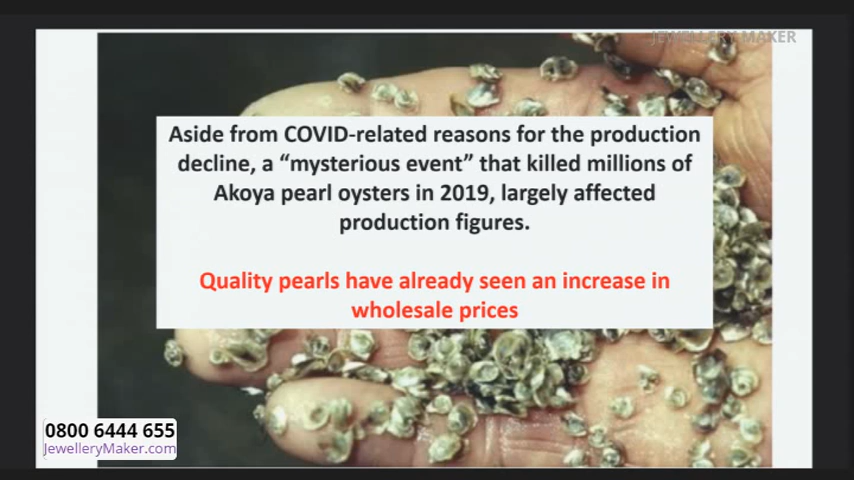 JEWELLERY MAKER
Aside from COVID-related reasons for the production
decline, a “mysterious event” that killed millions of
Akoya pearl oysters in 2019, largely affected
production figures.
Quality pearls have already seen an increase in
wholesale prices
0800 6444 655
JewelleryMaker.com